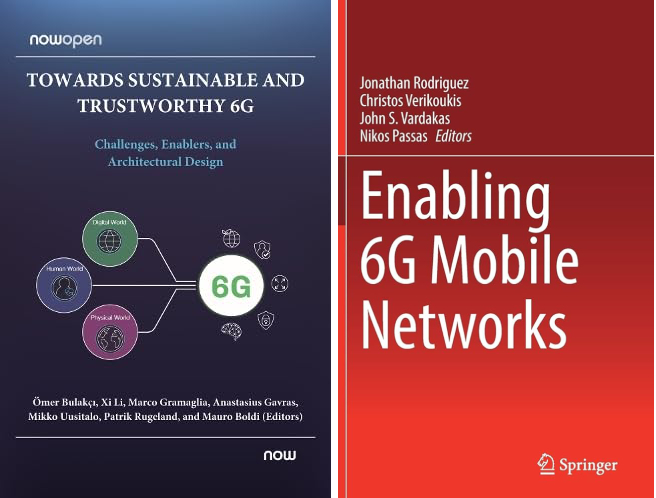 nowopen
TOWARDS SUSTAINABLE AND
TRUSTWORTHY 6G
Challenges, Enablers, and
Architectural Design
Digital World
Human World
Physical World
6G
Ömer Bulakçı, Xi Li, Marco Gramaglia, Anastasius Gavras,
Mikko Uusitalo, Patrik Rugeland, and Mauro Boldi (Editors)
now
Jonathan Rodriguez
Christos Verikoukis
John S. Vardakas
Nikos Passas Editors
Enabling
6G Mobile
Networks
Springer